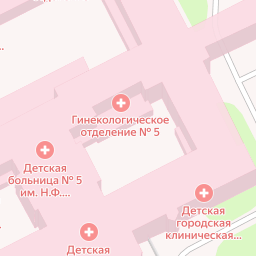 Гинекологическое
отделение № 5
Детская
больница № 5
им. Н.Ф....
Детская
городская
клиническая...
Детская